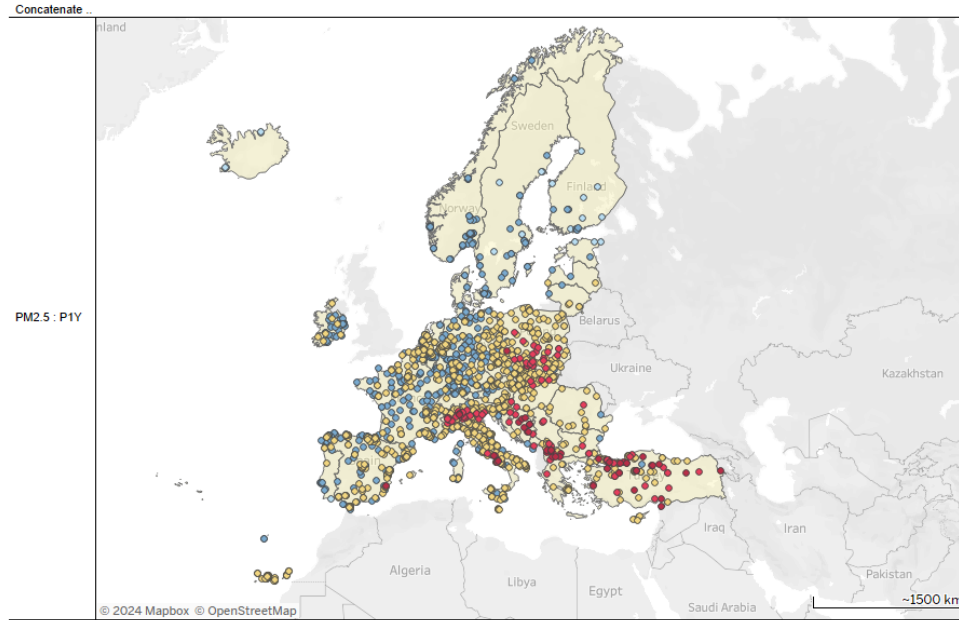 Concatenate ..
nland
Sweden
Finland
Norway
PM2.5 : P1Y
Belarus
Ukraine
Kazakhstan
Iraq
Iran
Algeria
Libya
Egypt
Pakistan
Saudi Arabia
© 2024 Mapbox © OpenStreetMap
~1500 km